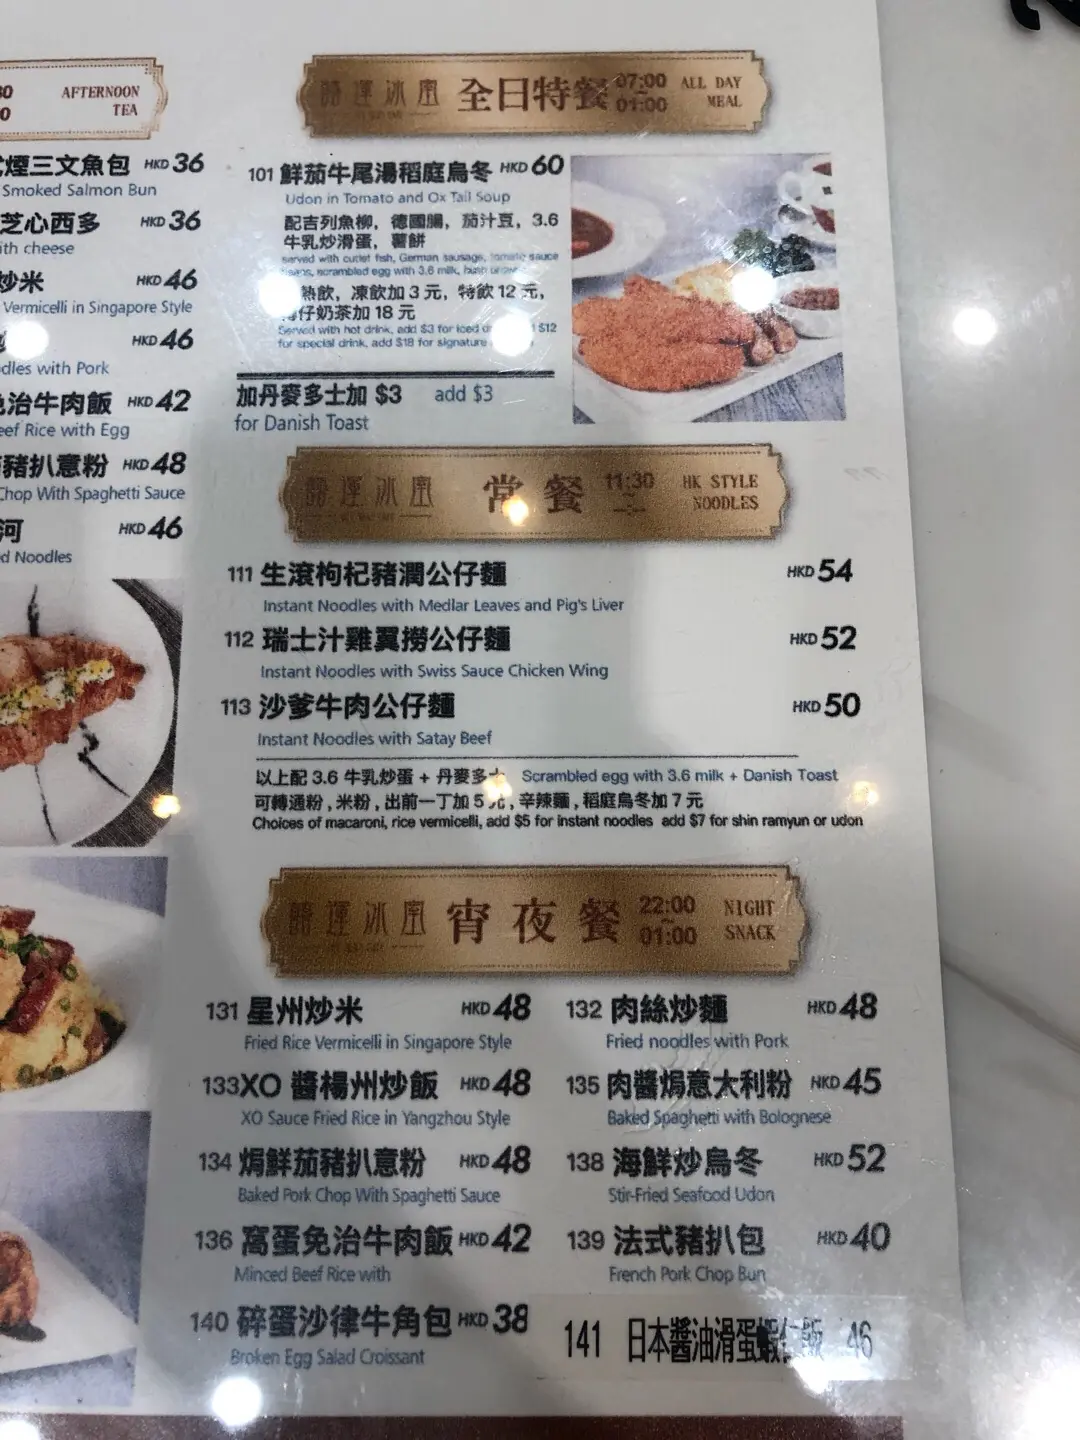 AFTERNOON
TEA
煙三文魚包 HKD 36
Smoked Salmon Bun
芝心西多 HKD 36
with cheese
炒米 HKD 46
Vermicelli in Singapore Style
HKD 46
with Pork
免治牛肉飯 HKD 42
Rice with Egg
豬扒意粉 HKD 48
Chop With Spaghetti Sauce
河 HKD 46
Noodles
全日特餐 07:00 ~ 01:00 ALL DAY
MEAL
101 鮮茄牛尾湯稻庭烏冬 HKD 60
Udon in Tomato and Ox Tail Soup
配吉列魚柳, 德國腸, 茄汁豆, 3.6
牛乳炒滑蛋, 薯餅
served with cutlet fish, German sausage, tomato sauce
scrambled egg with 3.6 milk,
熱飲, 凍飲加 3 元, 特飲 12 元,
仔奶茶加 18 元
Served with hot drink, add $3 for iced $12
for special drink, add $18 for signature
加丹麥多士加 $3 add $3
for Danish Toast
常餐 11:30 HK STYLE
NOODLES
111 生滾枸杞豬潤公仔麵 HKD 54
Instant Noodles with Medlar Leaves and Pig's Liver
112 瑞士汁雞翼撈公仔麵 HKD 52
Instant Noodles with Swiss Sauce Chicken Wing
113 沙爹牛肉公仔麵 HKD 50
Instant Noodles with Satay Beef
以上配 3.6 牛乳炒蛋 + 丹麥多士 Scrambled egg with 3.6 milk + Danish Toast
可轉通粉, 米粉, 出前一丁加 5 元, 辛辣麵, 稻庭烏冬加 7 元
Choices of macaroni, rice vermicelli, add $5 for instant noodles add $7 for shin ramyun or udon
宵夜餐 22:00 ~ 01:00 NIGHT
SNACK
131 星州炒米 HKD 48
Fried Rice Vermicelli in Singapore Style
132 肉絲炒麵 HKD 48
Fried noodles with Pork
133 XO 醬楊州炒飯 HKD 48
XO Sauce Fried Rice in Yangzhou Style
135 肉醬焗意大利粉 HKD 45
Baked Spaghetti with Bolognese
134 焗鮮茄豬扒意粉 HKD 48
Baked Pork Chop With Spaghetti Sauce
138 海鮮炒烏冬 HKD 52
Stir-Fried Seafood Udon
136 窩蛋免治牛肉飯 HKD 42
Minced Beef Rice with
139 法式豬扒包 HKD 40
French Pork Chop Bun
140 碎蛋沙律牛角包 HKD 38
Broken Egg Salad Croissant
141 日本醬油滑蛋蝦仁飯 46